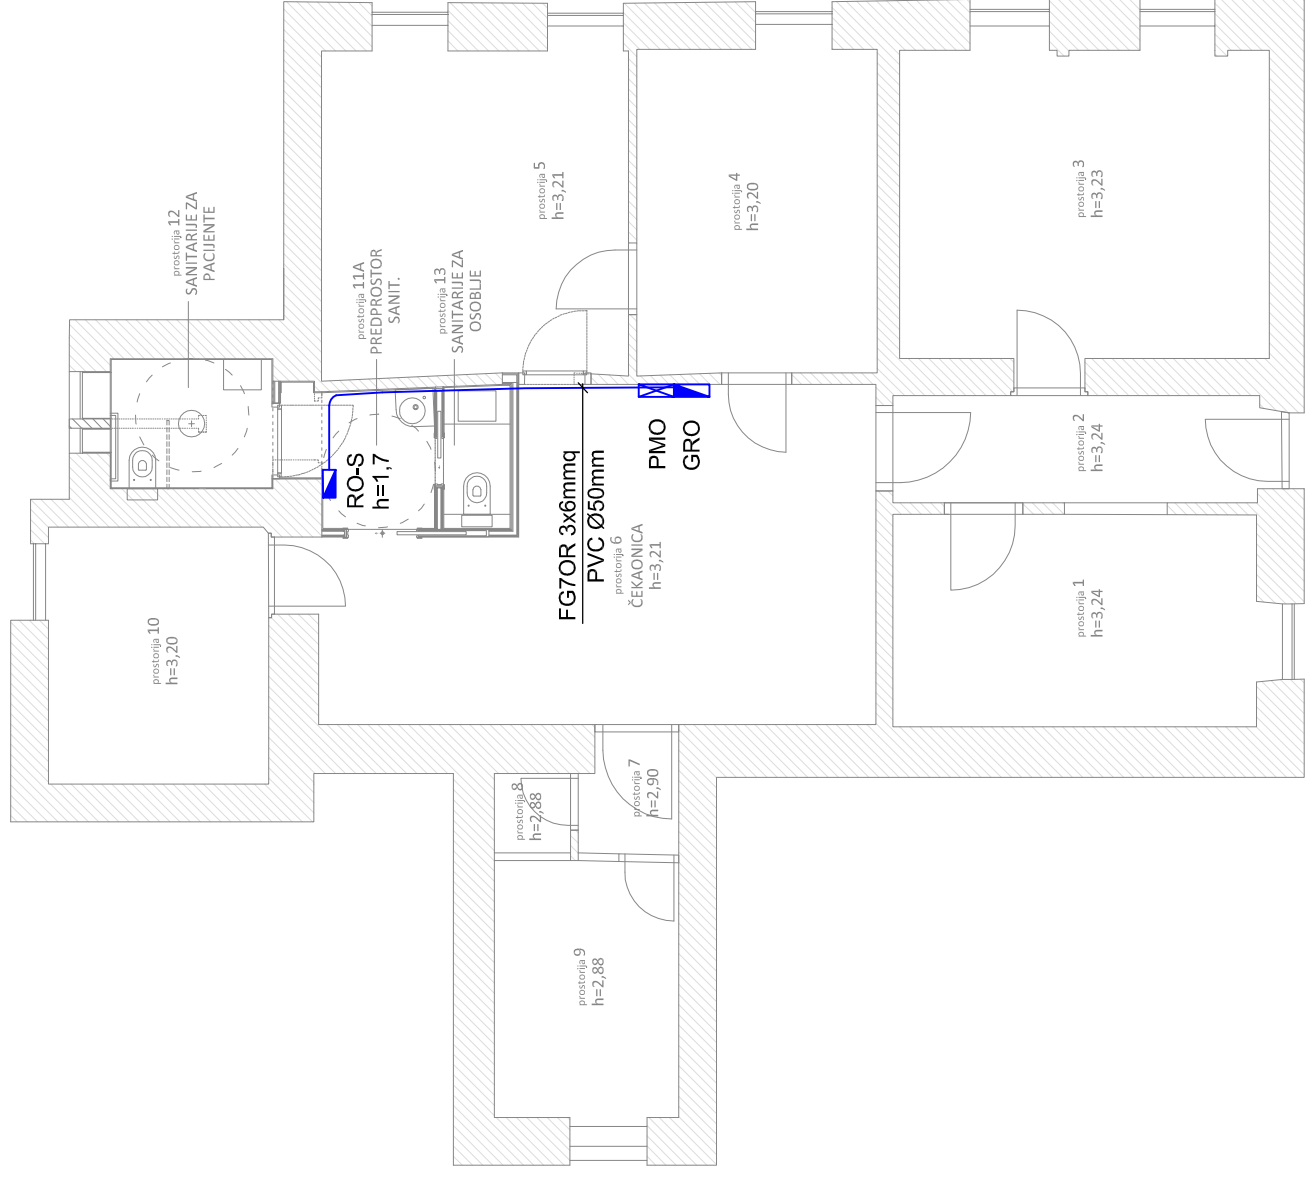 prostorija 12
SANITARIJE ZA
PACIJENTE
prostorija 11A
PREDPROSTOR
SANIT.
prostorija 13
SANITARIJE ZA
OSOBLJE
prostorija 5
h=3,21
prostorija 4
h=3,20
prostorija 3
h=3,23
RO-S
h=1,7
PMO
GRO
FG7OR 3x6mmq
PVC Ø50mm
prostorija 6
ČEKAONICA
h=3,21
prostorija 2
h=3,24
prostorija 1
h=3,24
prostorija 10
h=3,20
prostorija 8
h=2,88
prostorija 7
h=2,90
prostorija 9
h=2,88